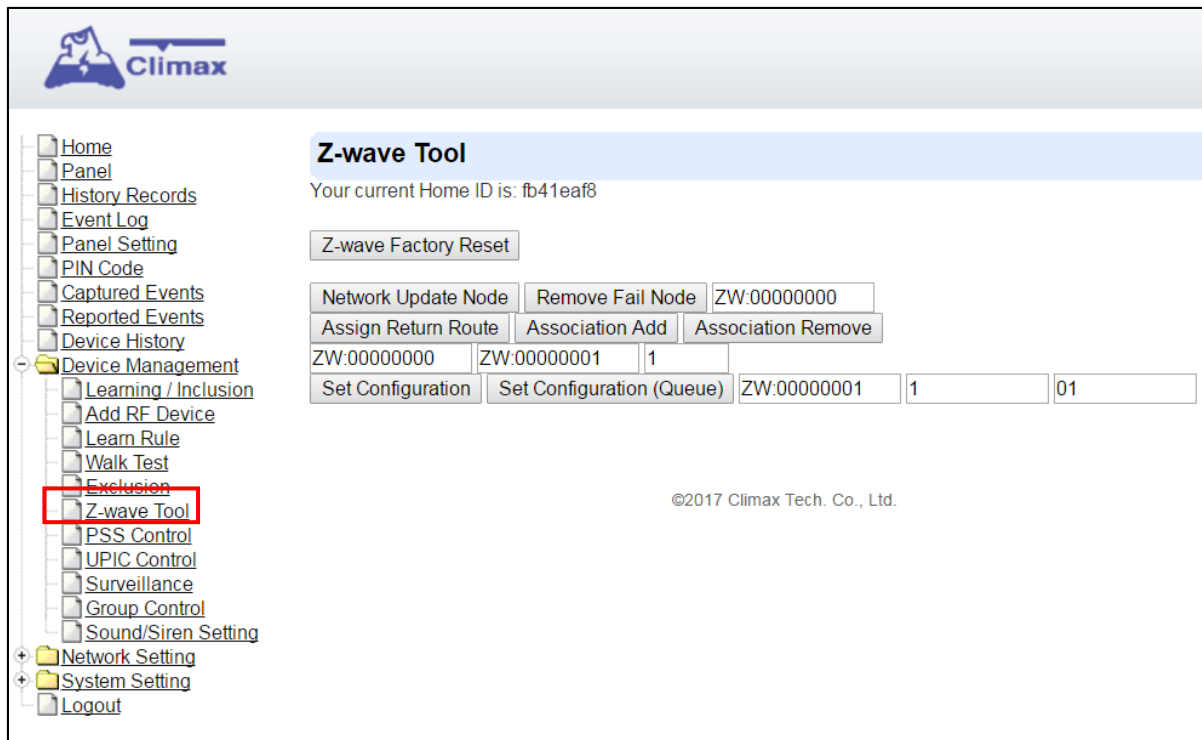 Climax
Home
Panel
History Records
Event Log
Panel Setting
PIN Code
Captured Events
Reported Events
Device History
Device Management
Learning / Inclusion
Add RF Device
Learn Rule
Walk Test
Exclusion
Z-wave Tool
PSS Control
UPIC Control
Surveillance
Group Control
Sound/Siren Setting
Network Setting
System Setting
Logout
Z-wave Tool
Your current Home ID is: fb41eaf8
Z-wave Factory Reset
Network Update Node Remove Fail Node ZW:00000000
Assign Return Route Association Add Association Remove
ZW:00000000 ZW:00000001 1
Set Configuration Set Configuration (Queue) ZW:00000001 1 01
©2017 Climax Tech. Co., Ltd.